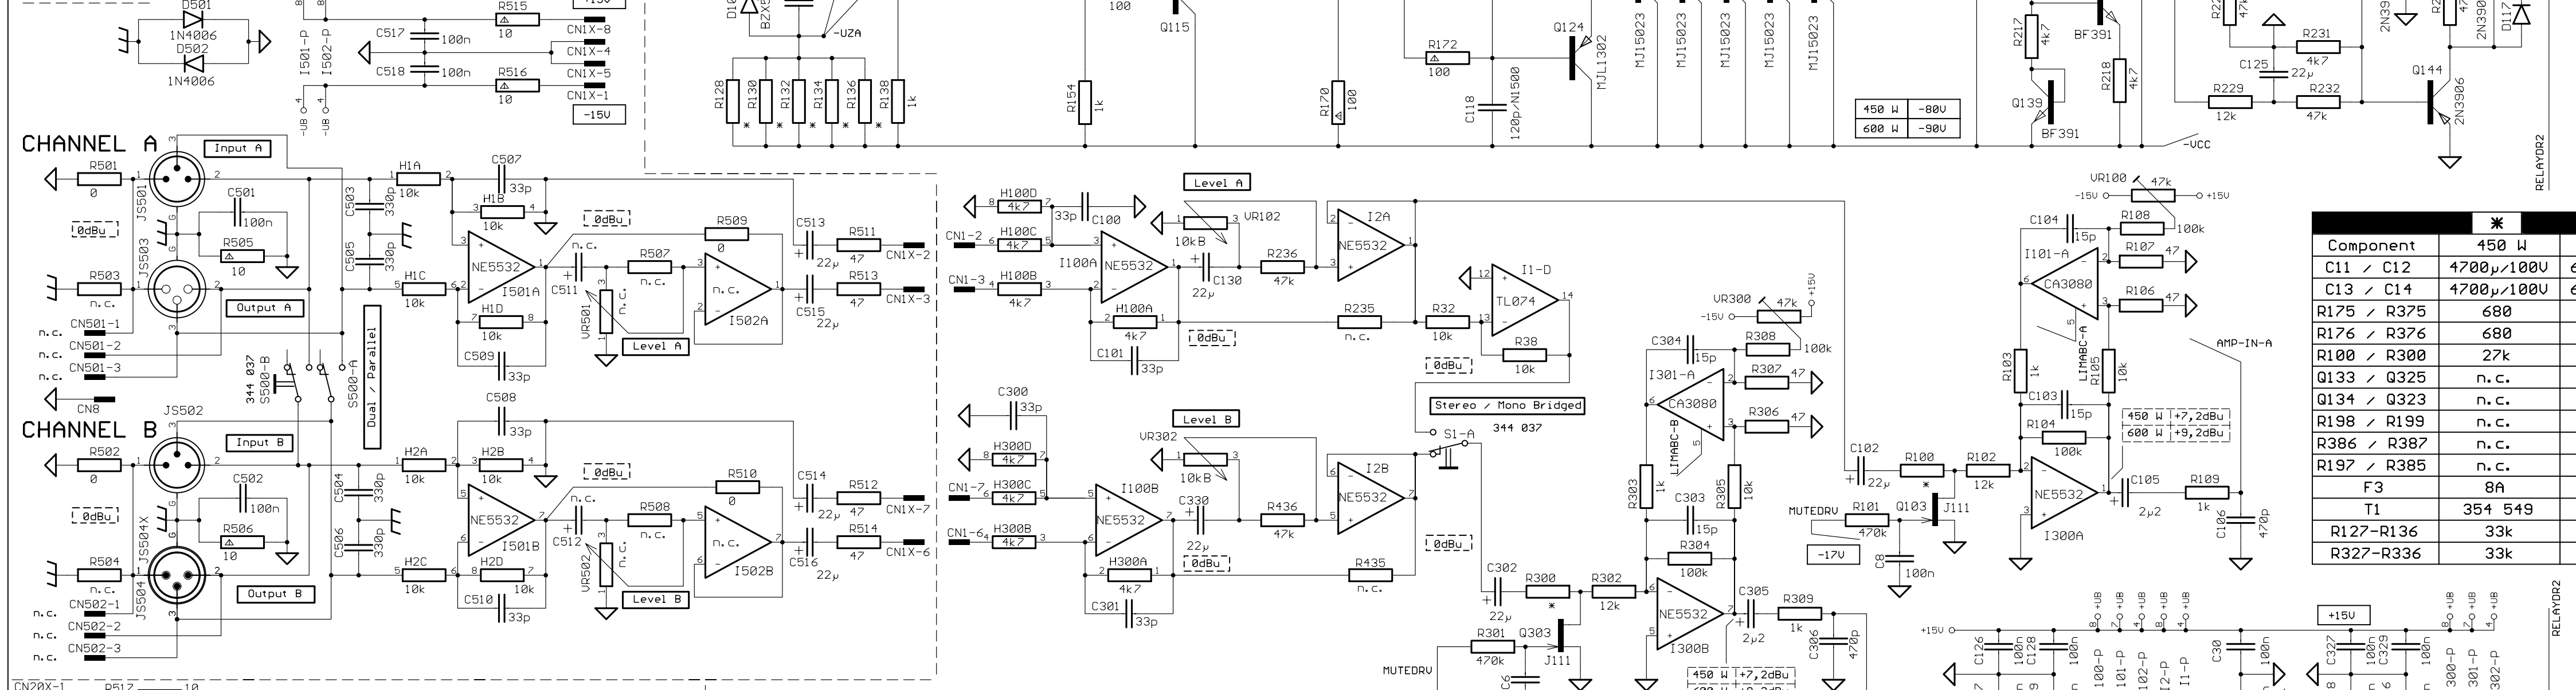 D501
1N4006
D502
1N4006
I501-P
I502-P
-UB
-UB
R515
10
C517
100n
C518
100n
R516
10
CN1X-8
CN1X-4
CN1X-5
CN1X-1
-15V
-UZA
R128
R130
R132
R134
R136
R138
1k
100
Q115
R154
1k
R170
100
R172
100
C118
120p/N1500
Q124
MJL1302
MJ15023
MJ15023
MJ15023
MJ15023
MJ15023
450 W -80V
600 W -90V
R217
4k7
BF391
R218
4k7
Q139
BF391
-VCC
R231
4k7
C125
22µ
R229
12k
R232
47k
Q144
2N3906
D117
RELAYDR2
CHANNEL A
Input A
R501
0
JS501
C501
100n
R505
10
0dBu
JS503
R503
n.c.
Output A
CN501-1
n.c.
CN501-2
n.c.
CN501-3
n.c.
CN8
344 037
S500-B
S500-A
Dual / Parallel
C503
330p
C505
330p
H1A
10k
C507
33p
H1B
10k
H1C
10k
NE5532
I501A
H1D
10k
C509
33p
0dBu
n.c.
C511
VR501
n.c.
R507
n.c.
Level A
R509
0
n.c.
I502A
C513
22µ
C515
22µ
R511
47
R513
47
CN1X-2
CN1X-3
CHANNEL B
JS502
Input B
R502
0
C502
100n
R506
10
0dBu
JS504X
JS504
R504
n.c.
Output B
CN502-1
n.c.
CN502-2
n.c.
CN502-3
n.c.
C504
330p
C506
330p
H2A
10k
C508
33p
H2B
10k
H2C
10k
NE5532
I501B
H2D
10k
C510
33p
0dBu
n.c.
C512
VR502
n.c.
R508
n.c.
Level B
R510
0
n.c.
I502B
C514
22µ
C516
22µ
R512
47
R514
47
CN1X-7
CN1X-6
CN20X-1
H100D
4k7
33p
C100
CN1-2
H100C
4k7
CN1-3
H100B
4k7
I100A
NE5532
H100A
4k7
C101
33p
Level A
VR102
10kB
C130
22µ
R236
47k
0dBu
I2A
NE5532
R235
n.c.
R32
10k
0dBu
I1-D
TL074
R38
10k
C300
33p
H300D
4k7
CN1-7
H300C
4k7
CN1-6
H300B
4k7
I100B
NE5532
H300A
4k7
C301
33p
Level B
VR302
10kB
C330
22µ
R436
47k
0dBu
I2B
NE5532
R435
n.c.
0dBu
Stereo / Mono Bridged
344 037
S1-A
VR300
47k
-15V
+15V
C304
15p
R308
100k
I301-A
CA3080
R307
47
R306
47
LIMABC-B
R303
1k
R305
10k
C303
15p
R304
100k
C302
22µ
R300
*
R302
12k
NE5532
I300B
C305
2µ2
R309
1k
C306
470p
R301
470k
Q303
J111
MUTEDRV
C6
450 W +7,2dBu
VR100
47k
-15V
+15V
C104
15p
R108
100k
I101-A
CA3080
R107
47
R106
47
LIMABC-A
R103
1k
R105
10k
C103
15p
R104
100k
450 W +7,2dBu
600 W +9,2dBu
AMP-IN-A
C102
22µ
R100
*
R102
12k
MUTEDRV
R101
470k
-17V
Q103
J111
C8
100n
NE5532
I300A
C105
2µ2
R109
1k
C106
470p
*
Component 450 W
C11 / C12 4700µ/100V
C13 / C14 4700µ/100V
R175 / R375 680
R176 / R376 680
R100 / R300 27k
Q133 / Q325 n.c.
Q134 / Q323 n.c.
R198 / R199 n.c.
R386 / R387 n.c.
R197 / R385 n.c.
F3 8A
T1 354 549
R127-R136 33k
R327-R336 33k
+15V
C126
100n
C128
100n
+UB
+UB
+UB
+UB
+UB
100-P
101-P
102-P
I2-P
I1-P
C30
100n
+15V
C327
100n
C329
100n
+UB
+UB
+UB
300-P
301-P
302-P
RELAYDR2